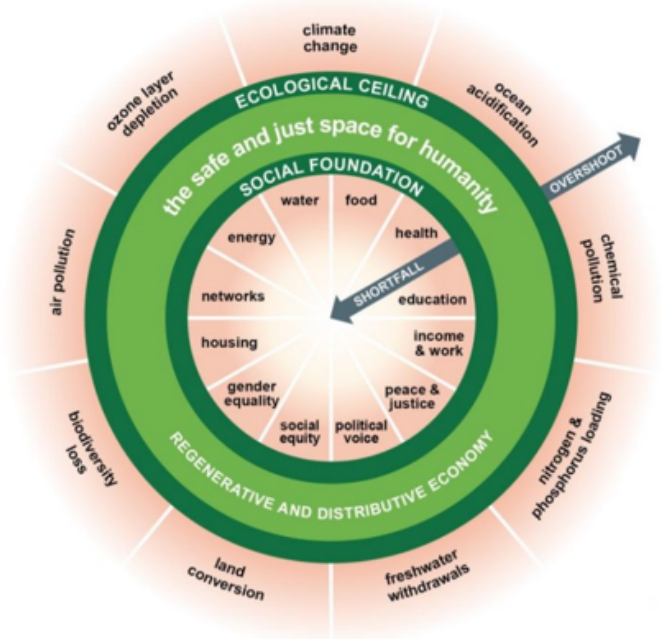 climate
change
ozone layer
depletion
ocean
acidification
ECOLOGICAL CEILING
the safe and just space for humanity
OVERSHOOT
SOCIAL FOUNDATION
water
food
energy
health
air pollution
chemical
pollution
SHORTFALL
networks
education
housing
income
& work
gender
equality
peace &
justice
social
equity
political
voice
biodiversity
loss
nitrogen &
phosphorus loading
REGENERATIVE AND DISTRIBUTIVE ECONOMY
land
conversion
freshwater
withdrawals